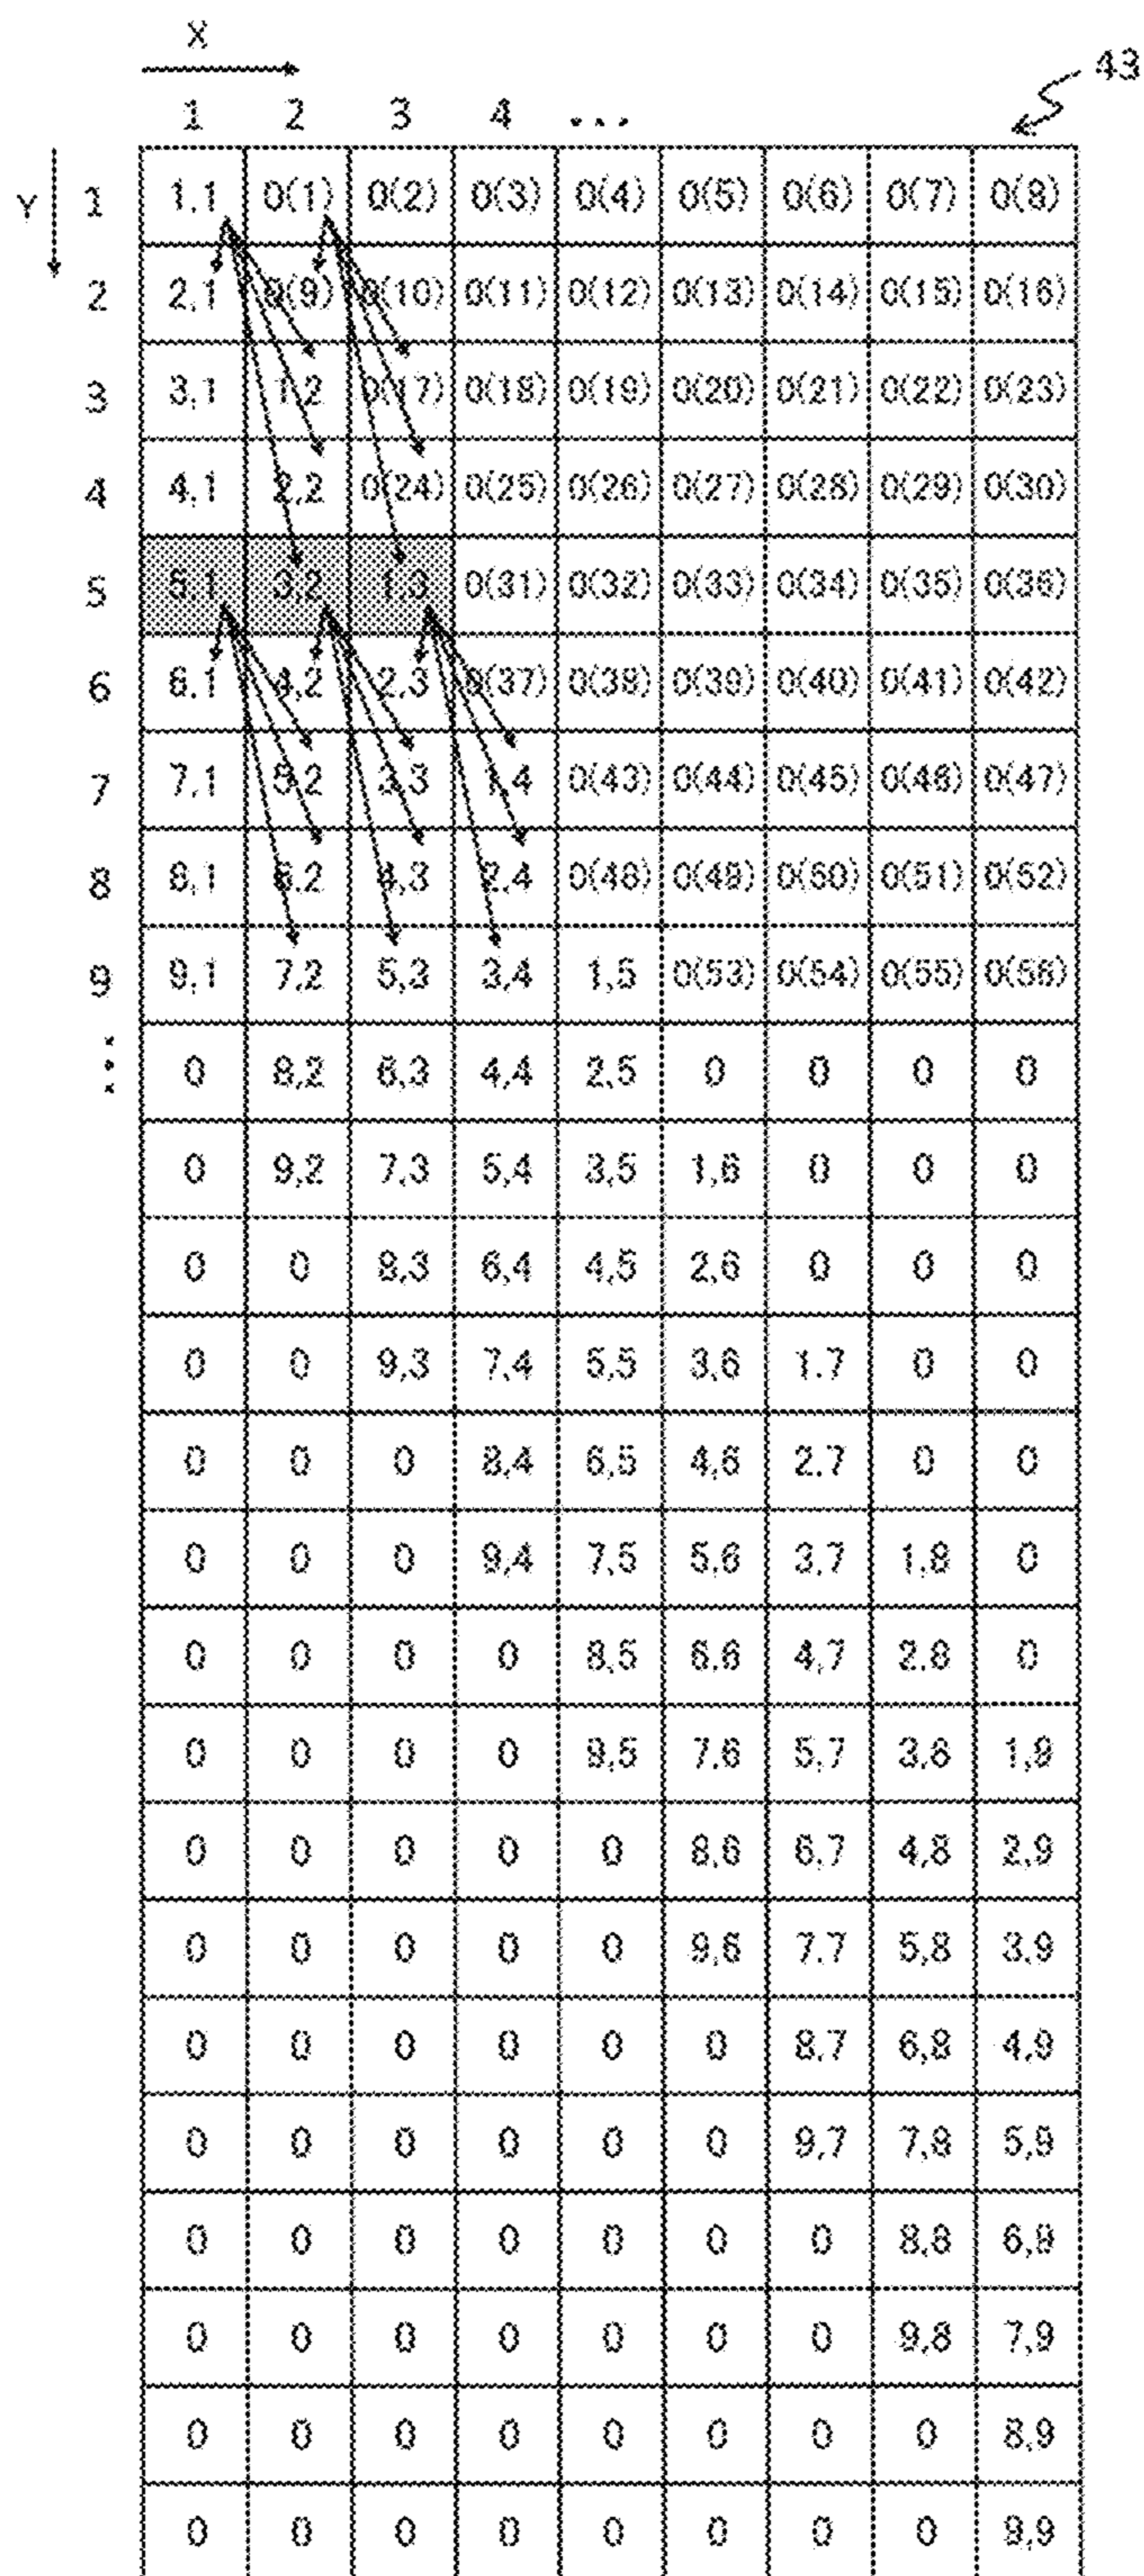 X
43
1 2 3 4 ...
Y 1 1,1 0(1) 0(2) 0(3) 0(4) 0(5) 0(6) 0(7) 0(8)
2 2,1 0(9) 0(10) 0(11) 0(12) 0(13) 0(14) 0(15) 0(16)
3 3,1 1,2 0(17) 0(18) 0(19) 0(20) 0(21) 0(22) 0(23)
4 4,1 2,2 0(24) 0(25) 0(26) 0(27) 0(28) 0(29) 0(30)
5 5,1 3,2 1,3 0(31) 0(32) 0(33) 0(34) 0(35) 0(36)
6 6,1 4,2 2,3 0(37) 0(38) 0(39) 0(40) 0(41) 0(42)
7 7,1 5,2 3,3 1,4 0(43) 0(44) 0(45) 0(46) 0(47)
8 8,1 6,2 4,3 2,4 0(48) 0(49) 0(50) 0(51) 0(52)
9 9,1 7,2 5,3 3,4 1,5 0(53) 0(54) 0(55) 0(56)
... 0 8,2 6,3 4,4 2,5 0 0 0 0
0 9,2 7,3 5,4 3,5 1,6 0 0 0
0 0 8,3 6,4 4,5 2,6 0 0 0
0 0 9,3 7,4 5,5 3,6 1.7 0 0
0 0 0 8,4 6,5 4,6 2.7 0 0
0 0 0 9,4 7,5 5,6 3,7 1,8 0
0 0 0 0 8,5 6,6 4,7 2,8 0
0 0 0 0 9,5 7,6 5,7 3,8 1,9
0 0 0 0 0 8,6 6,7 4,8 2,9
0 0 0 0 0 9,6 7,7 5,8 3,9
0 0 0 0 0 0 8,7 6,8 4,9
0 0 0 0 0 0 9,7 7,8 5,9
0 0 0 0 0 0 0 8,8 6,9
0 0 0 0 0 0 0 9,8 7,9
0 0 0 0 0 0 0 0 8,9
0 0 0 0 0 0 0 0 9,9